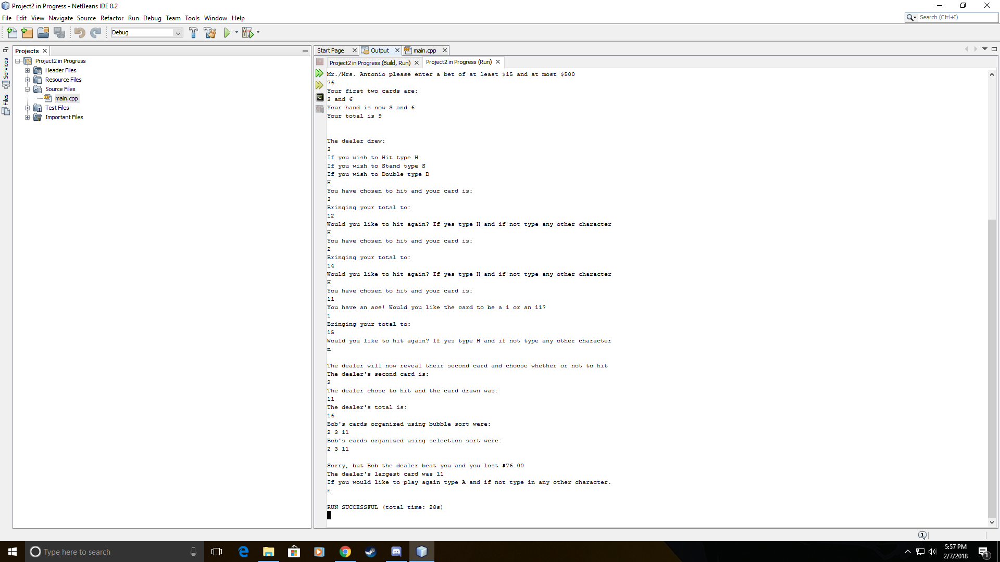 Project2 in Progress - NetBeans IDE 8.2
File Edit View Navigate Source Refactor Run Debug Team Tools Window Help
Search (Ctrl+I)
Debug
Services
Files
Projects
Project2 in Progress
Header Files
Resource Files
Source Files
main.cpp
Test Files
Important Files
Start Page Output main.cpp
Project2 in Progress (Build, Run) Project2 in Progress (Run)
Mr./Mrs. Antonio please enter a bet of at least $15 and at most $500
76
Your first two cards are:
3 and 6
Your hand is now 3 and 6
Your total is 9
The dealer drew:
3
If you wish to Hit type H
If you wish to Stand type S
If you wish to Double type D
H
You have chosen to hit and your card is:
3
Bringing your total to:
12
Would you like to hit again? If yes type H and if not type any other character
H
You have chosen to hit and your card is:
2
Bringing your total to:
14
Would you like to hit again? If yes type H and if not type any other character
H
You have chosen to hit and your card is:
11
You have an ace! Would you like the card to be a 1 or an 11?
1
Bringing your total to:
15
Would you like to hit again? If yes type H and if not type any other character
n
The dealer will now reveal their second card and choose whether or not to hit
The dealer's second card is:
2
The dealer chose to hit and the card drawn was:
11
The dealer's total is:
16
Bob's cards organized using bubble sort were:
2 3 11
Bob's cards organized using selection sort were:
2 3 11
Sorry, but Bob the dealer beat you and you lost $76.00
The dealer's largest card was 11
If you would like to play again type A and if not type in any other character.
n
RUN SUCCESSFUL (total time: 28s)
1
Type here to search
5:57 PM
2/7/2018
1